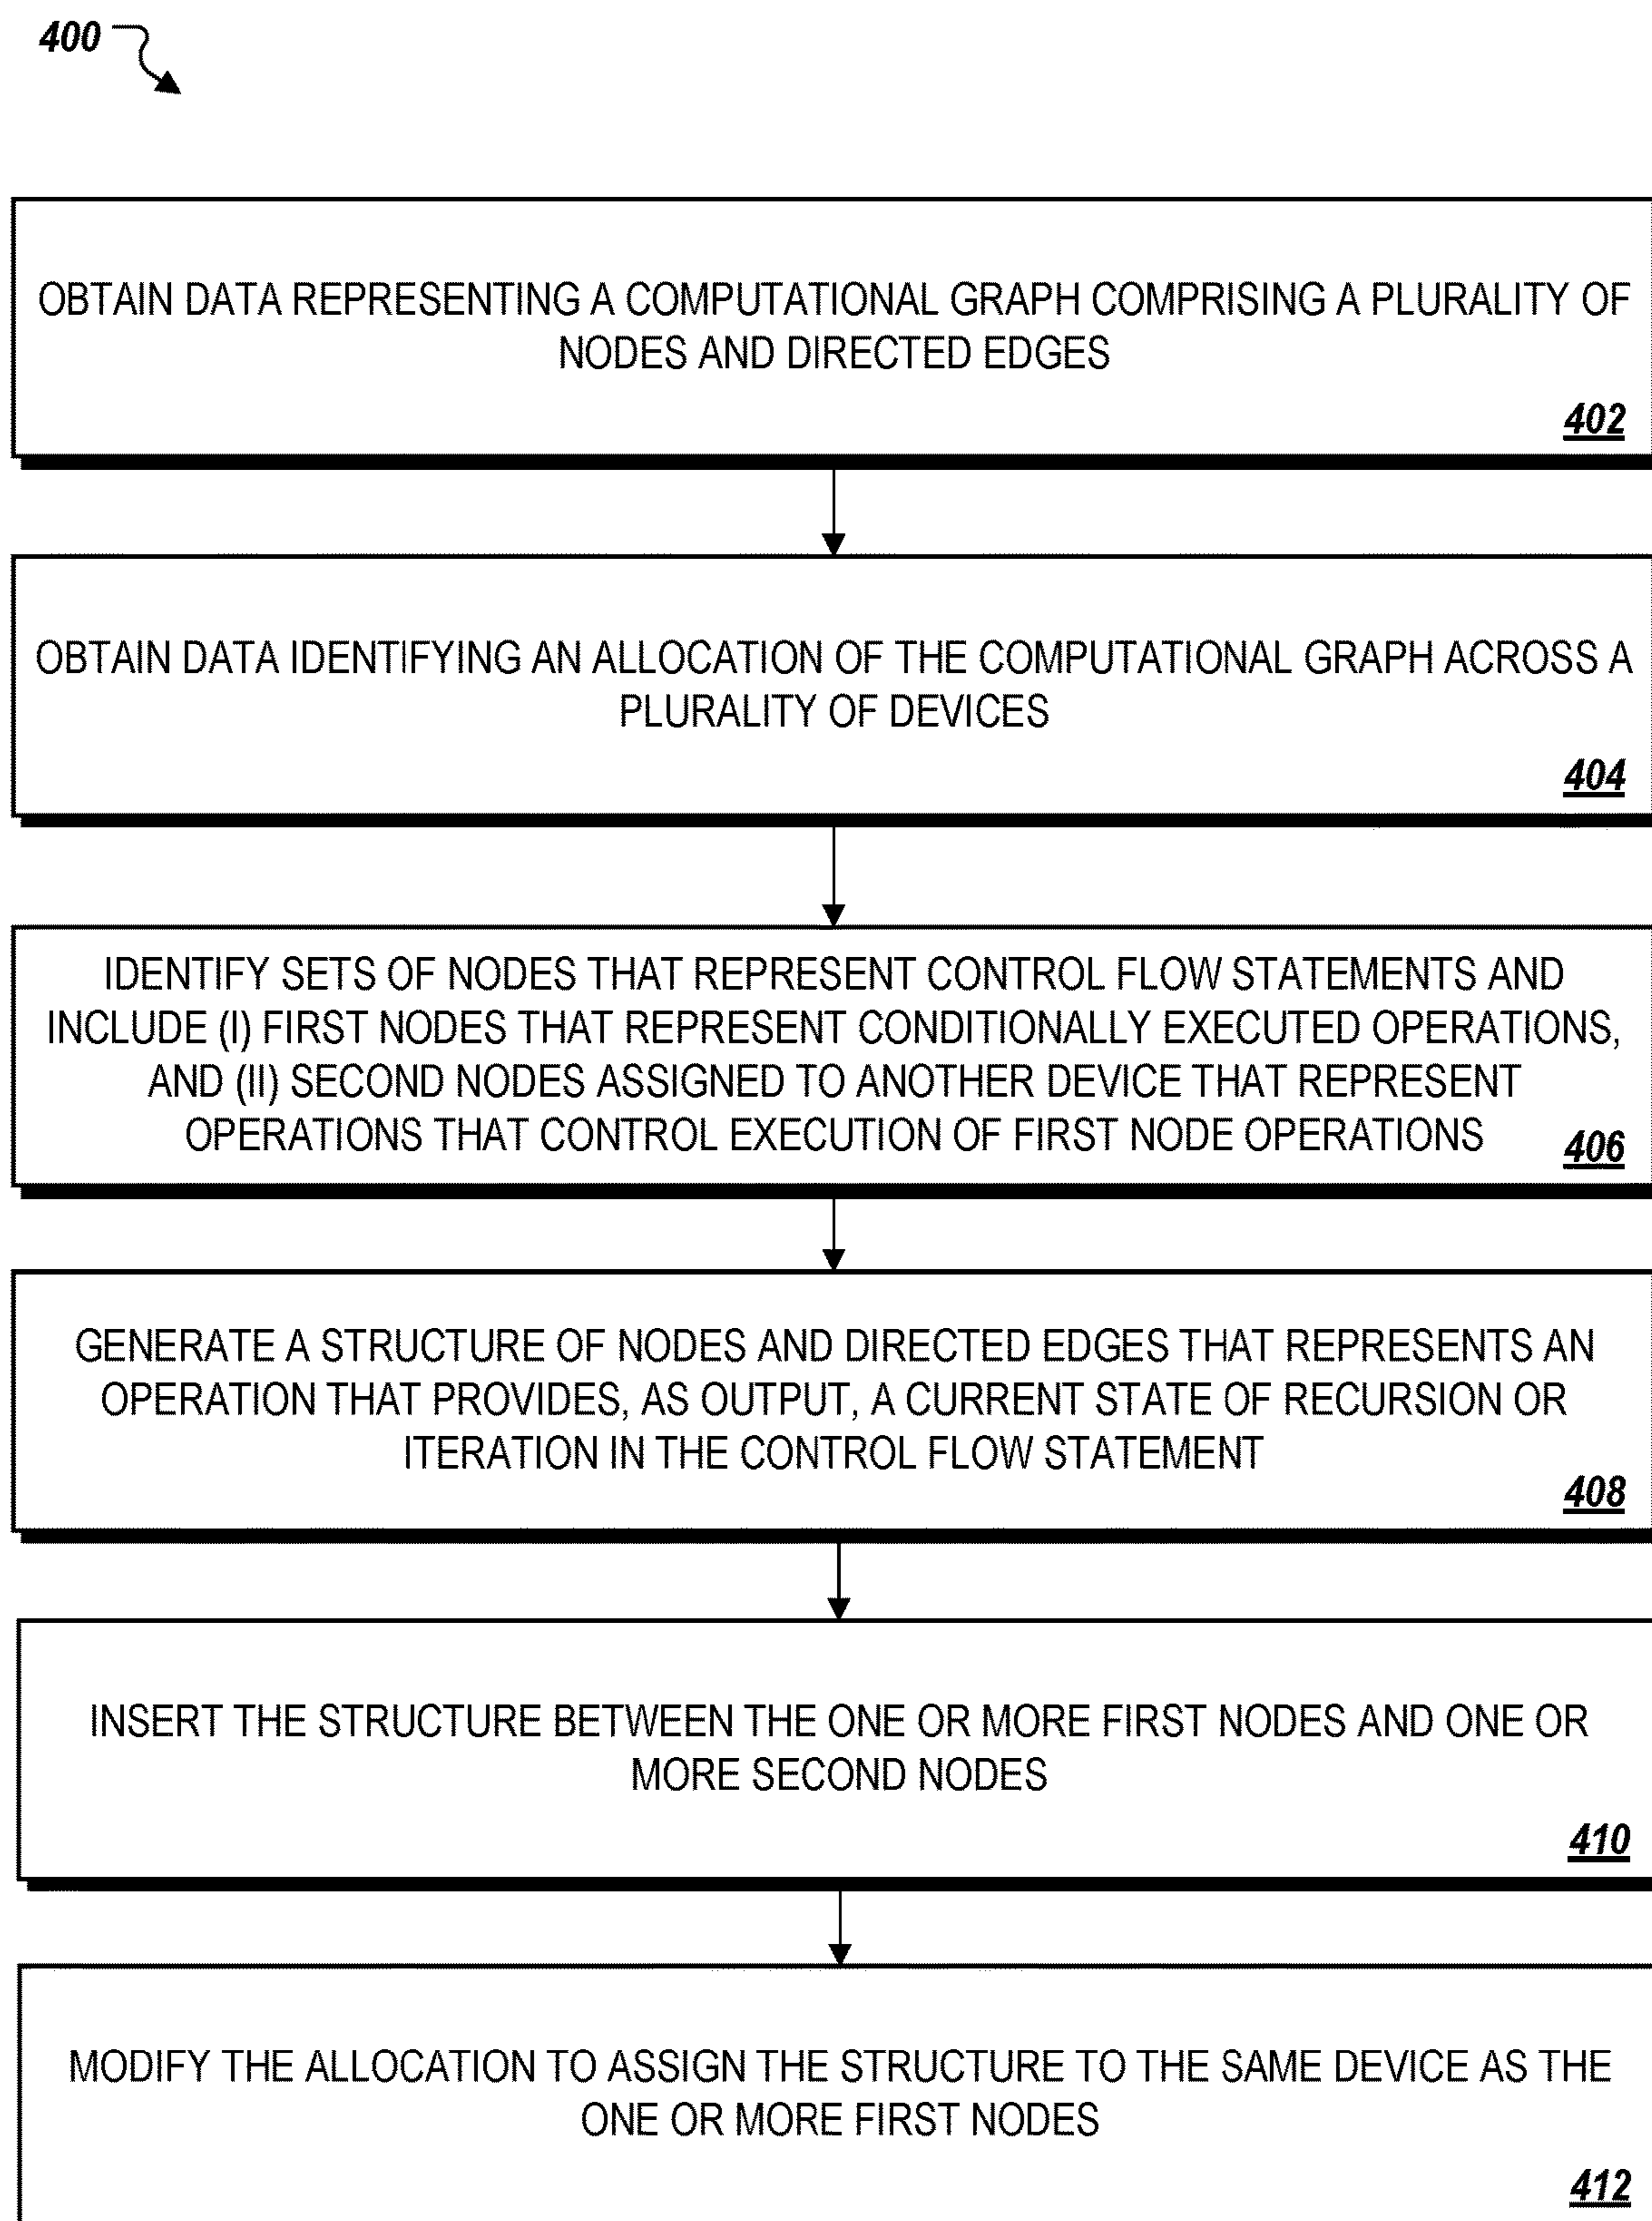 400
OBTAIN DATA REPRESENTING A COMPUTATIONAL GRAPH COMPRISING A PLURALITY OF
NODES AND DIRECTED EDGES
402
OBTAIN DATA IDENTIFYING AN ALLOCATION OF THE COMPUTATIONAL GRAPH ACROSS A
PLURALITY OF DEVICES
404
IDENTIFY SETS OF NODES THAT REPRESENT CONTROL FLOW STATEMENTS AND
INCLUDE (I) FIRST NODES THAT REPRESENT CONDITIONALLY EXECUTED OPERATIONS,
AND (II) SECOND NODES ASSIGNED TO ANOTHER DEVICE THAT REPRESENT
OPERATIONS THAT CONTROL EXECUTION OF FIRST NODE OPERATIONS
406
GENERATE A STRUCTURE OF NODES AND DIRECTED EDGES THAT REPRESENTS AN
OPERATION THAT PROVIDES, AS OUTPUT, A CURRENT STATE OF RECURSION OR
ITERATION IN THE CONTROL FLOW STATEMENT
408
INSERT THE STRUCTURE BETWEEN THE ONE OR MORE FIRST NODES AND ONE OR
MORE SECOND NODES
410
MODIFY THE ALLOCATION TO ASSIGN THE STRUCTURE TO THE SAME DEVICE AS THE
ONE OR MORE FIRST NODES
412